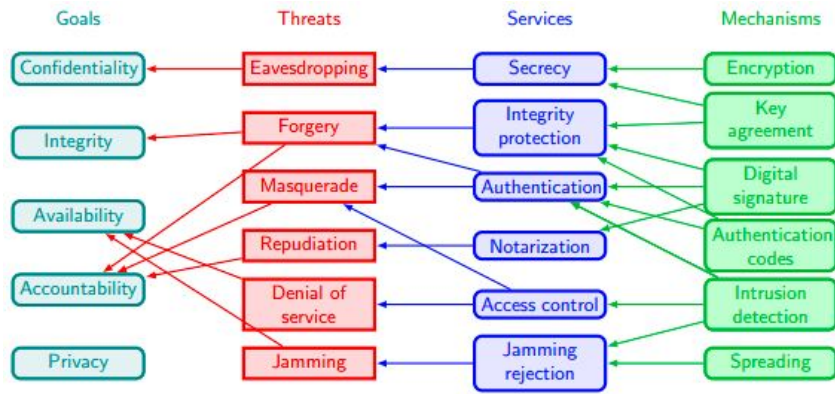 Goals
Threats
Services
Mechanisms
Confidentiality
Eavesdropping
Secrecy
Encryption
Integrity
Forgery
Integrity
protection
Key
agreement
Availability
Masquerade
Authentication
Digital
signature
Accountability
Repudiation
Notarization
Authentication
codes
Denial of
service
Access control
Intrusion
detection
Privacy
Jamming
Jamming
rejection
Spreading